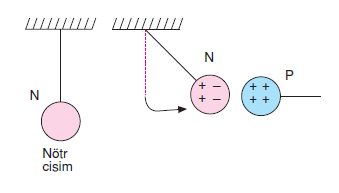 N
Nötr
cisim
N
+ −
+ −
P
+ +
+ +